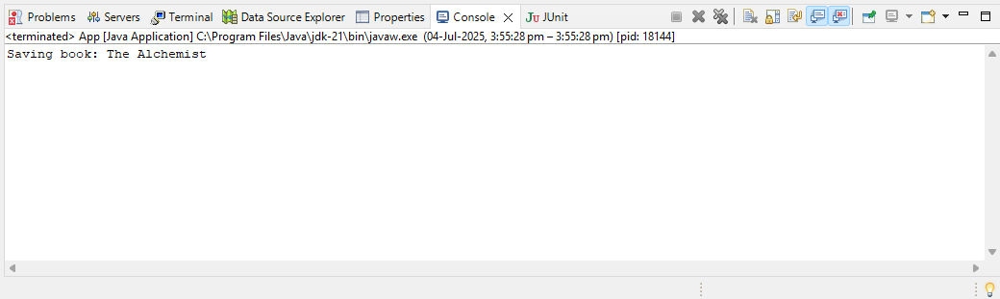 Problems Servers Terminal Data Source Explorer Properties Console JUnit
<terminated> App [Java Application] C:\Program Files\Java\jdk-21\bin\javaw.exe (04-Jul-2025, 3:55:28 pm – 3:55:28 pm) [pid: 18144]
Saving book: The Alchemist